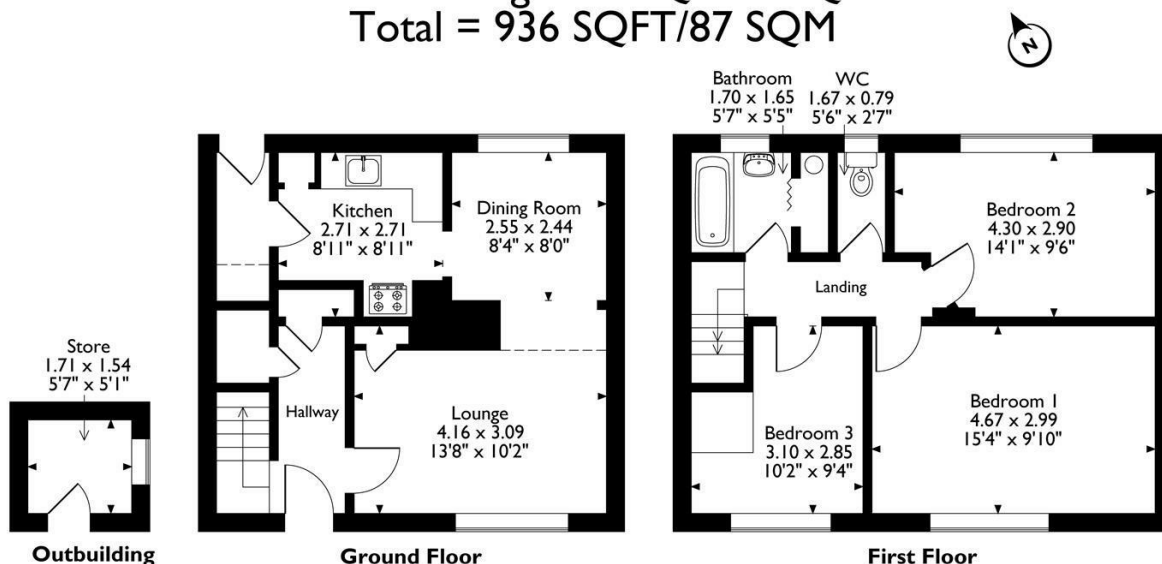 Total = 936 SQFT/87 SQM
N
Bathroom
1.70 x 1.65
5'7" x 5'5"
WC
1.67 x 0.79
5'6" x 2'7"
Kitchen
2.71 x 2.71
8'11" x 8'11"
Dining Room
2.55 x 2.44
8'4" x 8'0"
Bedroom 2
4.30 x 2.90
14'1" x 9'6"
Landing
Store
1.71 x 1.54
5'7" x 5'1"
Hallway
Lounge
4.16 x 3.09
13'8" x 10'2"
Bedroom 3
3.10 x 2.85
10'2" x 9'4"
Bedroom 1
4.67 x 2.99
15'4" x 9'10"
Outbuilding
Ground Floor
First Floor